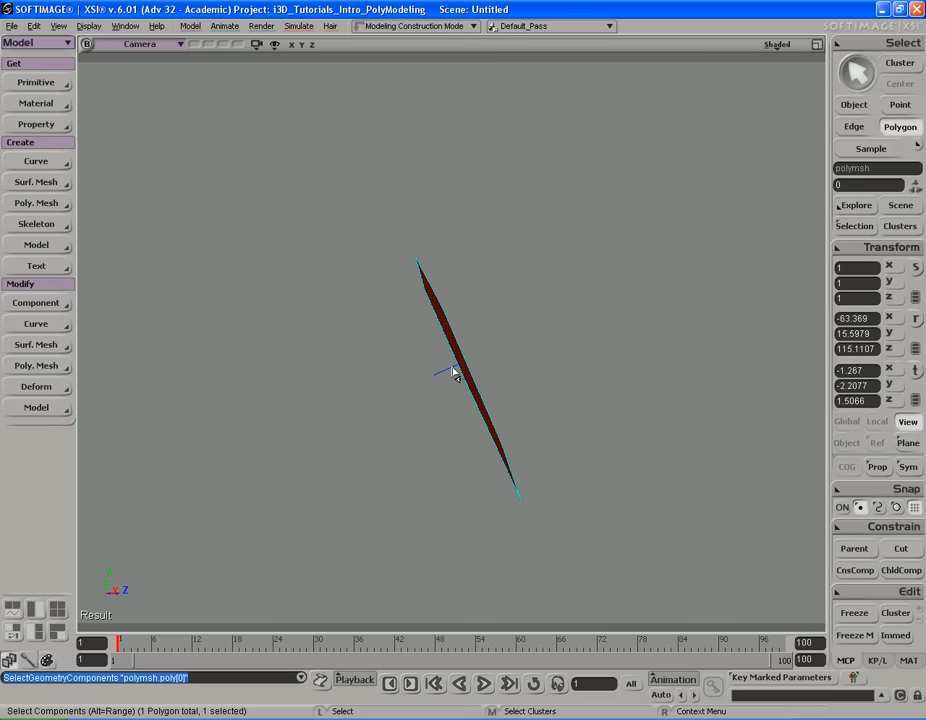 SOFTIMAGE® | XSI® v.6.01 (Adv 32 - Academic) Project: i3D_Tutorials_Intro_PolyModeling Scene: Untitled
File Edit View Display Window Help Model Animate Render Simulate Hair Modeling Construction Mode Default_Pass SOFTIMAGE|XSI
Model
B Camera X Y Z Shaded
Get
Primitive
Material
Property
Create
Curve
Surf. Mesh
Poly. Mesh
Skeleton
Model
Text
Modify
Component
Curve
Surf. Mesh
Poly. Mesh
Deform
Model
Y
X Z
Result
Select
Cluster
Center
Object Point
Edge Polygon
Sample
polymsh
0
Explore Scene
Selection Clusters
Transform
1 x s
1 y
1 z
-63.369 x r
15.5979 y
115.1107 z
-1.267 x t
-2.2077 y
1.5066 z
Global Local View
Object Ref Plane
COG Prop Sym
Snap
ON
Constrain
Parent Cut
CnsComp ChldComp
Edit
Freeze Cluster
Freeze M Immed
MCP KP/L MAT
1 1 6 12 18 24 30 36 42 48 54 60 66 72 78 84 90 96 100
1 1 100 100
SelectGeometryComponents "polymsh.poly[0]"
Playback 1 All Animation Key Marked Parameters
Auto
Select Components (Alt=Range) (1 Polygon total, 1 selected) L Select M Select Clusters R Context Menu